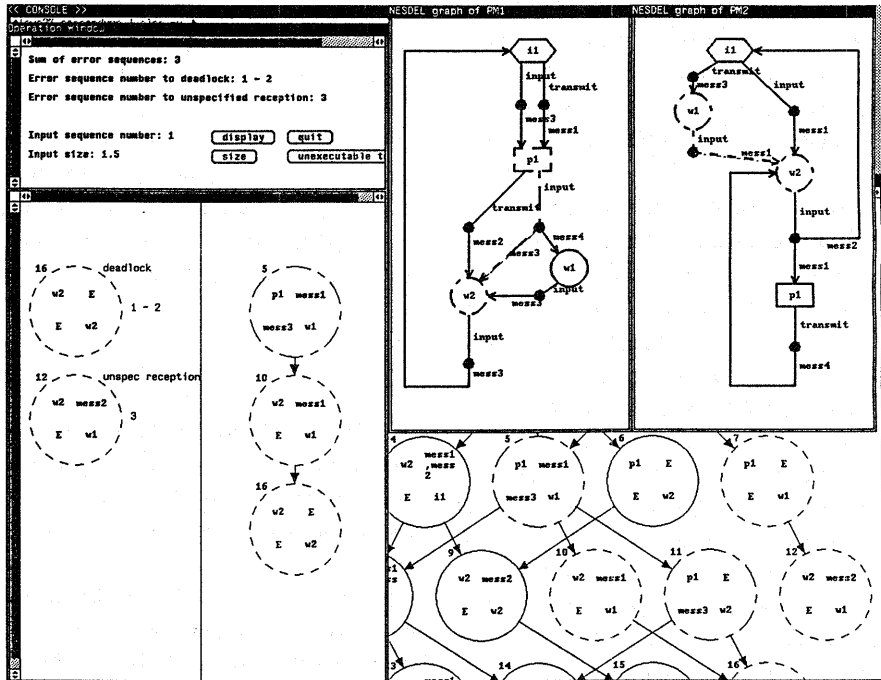 << CONSOLE >>
Operation Window
Sum of error sequences: 3
Error sequence number to deadlock: 1 - 2
Error sequence number to unspecified reception: 3
Input sequence number: 1
display
quit
Input size: 1.5
size
unexecutable t
16
deadlock
w2 E
E w2
1 - 2
12
unspec reception
w2 mess2
E w1
3
5
p1 mess1
mess3 w1
10
w2 mess1
E w1
16
w2 E
E w2
NESDEL graph of PM1
i1
input
transmit
mess3
mess1
p1
input
transmit
mess2
mess3
mess4
w1
w2
input
mess3
input
mess3
NESDEL graph of PM2
i1
transmit
mess3
input
w1
mess1
input
mess1
w2
input
mess2
mess1
p1
transmit
mess4
4
mess1
w2 ,mess
2
E i1
5
p1 mess1
mess3 w1
6
p1 E
E w2
7
p1 E
E w1
9
w2 mess2
E w2
10
w2 mess1
E w1
11
p1 E
mess3 w2
12
w2 mess2
E w1
14
15
16